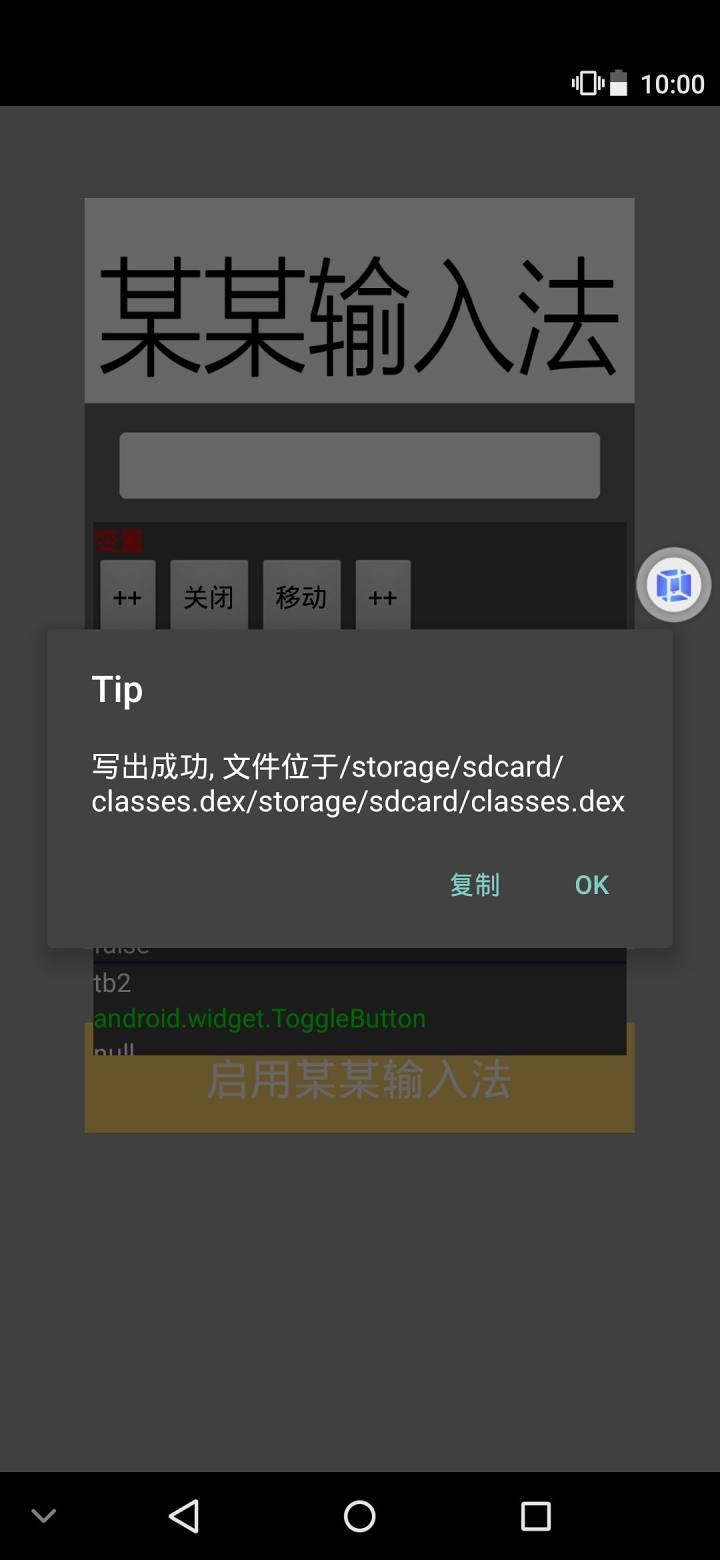 10:00
某某输入法
变量
++ 关闭 移动 ++
Tip
写出成功, 文件位于/storage/sdcard/
classes.dex/storage/sdcard/classes.dex
复制 OK
tb2
android.widget.ToggleButton
null
启用某某输入法